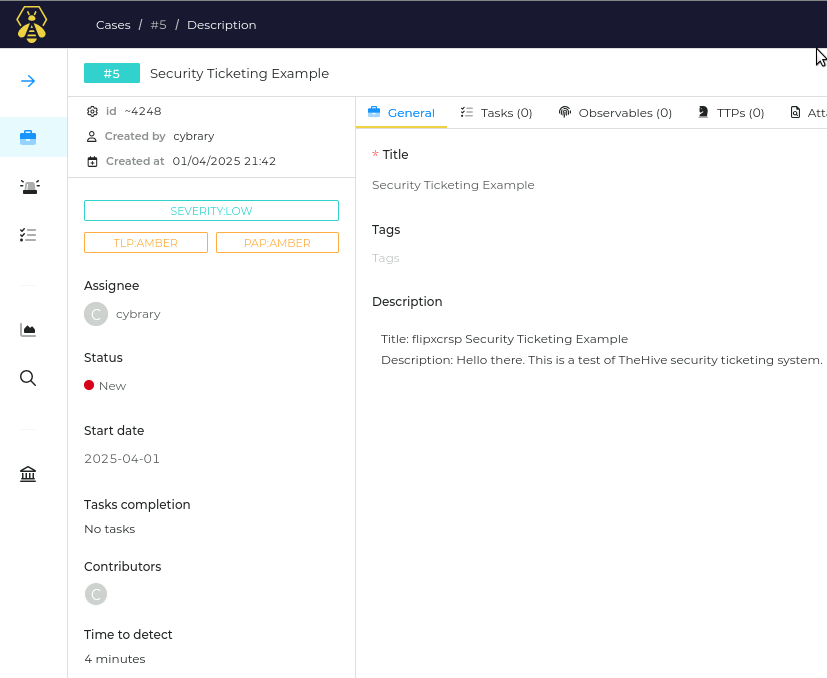 Cases / #5 / Description
#5 Security Ticketing Example
id ~4248
Created by cybrary
Created at 01/04/2025 21:42
SEVERITY:LOW
TLP:AMBER PAP:AMBER
Assignee
C cybrary
Status
New
Start date
2025-04-01
Tasks completion
No tasks
Contributors
C
Time to detect
4 minutes
General Tasks (0) Observables (0) TTPs (0) Atta
* Title
Security Ticketing Example
Tags
Tags
Description
Title: flipxcrsp Security Ticketing Example
Description: Hello there. This is a test of TheHive security ticketing system.